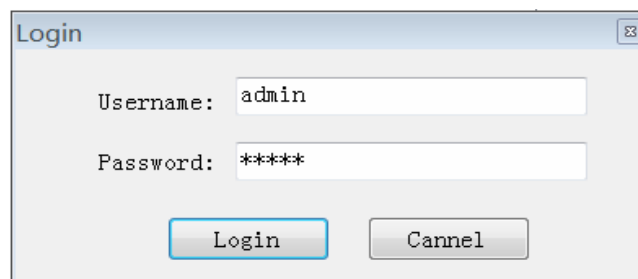 Login
Username: admin
Password: *****
Login Cannel